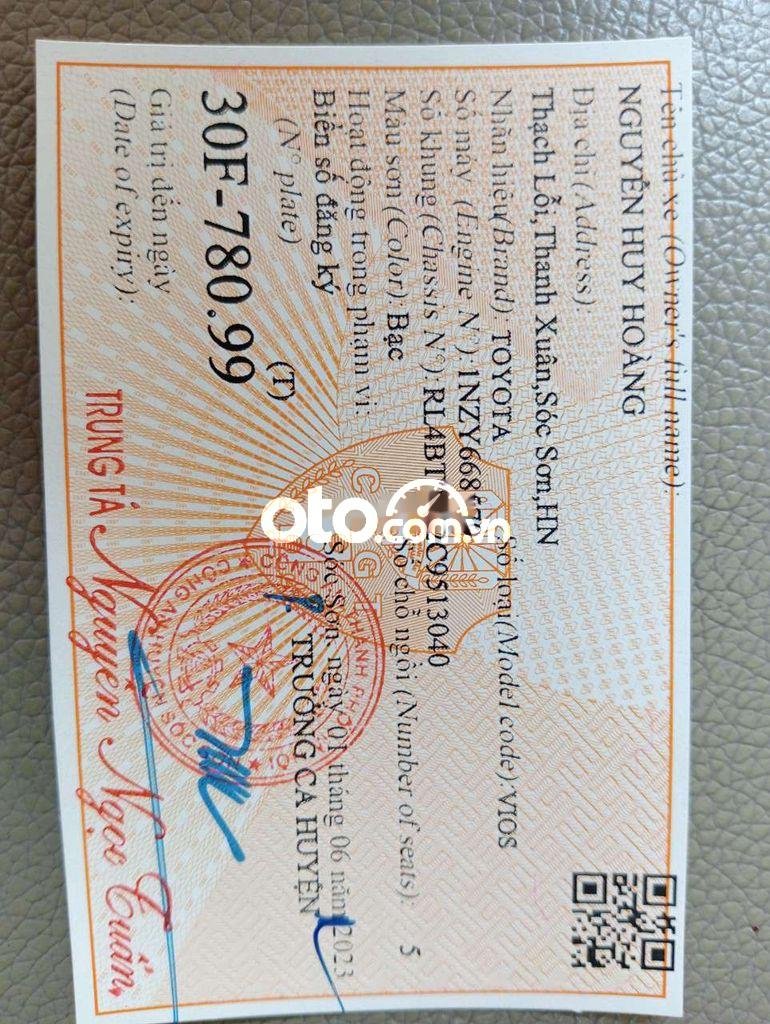 Tên chủ xe (Owner's full name):
NGUYỄN HUY HOÀNG
Địa chỉ (Address):
Thạch Lỗi,Thanh Xuân,Sóc Sơn,HN
Nhãn hiệu(Brand): TOYOTA Số loại(Model code):VIOS
Số máy (Engine N°):
Số khung (Chassis N°):
Màu sơn (Color): Bạc Số chỗ ngồi (Number of seats): 5
Hoạt động trong phạm vi:
Biển số đăng ký Sóc Sơn, ngày 01 tháng 06 năm 2023
(N° plate) (T) TRƯỞNG CA HUYỆN
30F-780.99
Giá trị đến ngày
(Date of expiry):
TRUNG TÁ Nguyễn Ngọc Tuấn
oto.com.vn